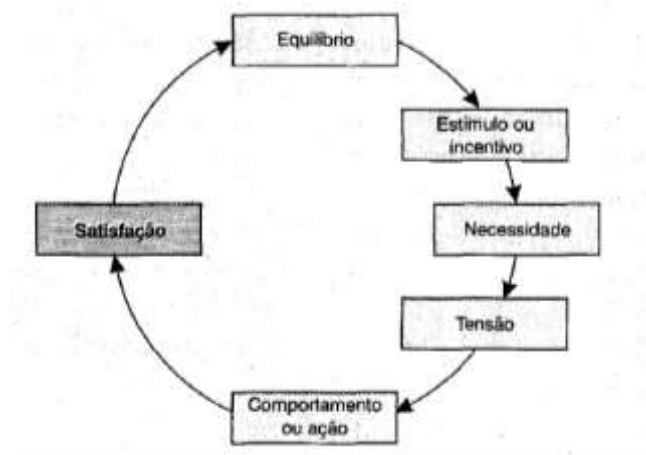 Equilíbrio
Estímulo ou
incentivo
Necessidade
Tensão
Comportamento
ou ação
Satisfação